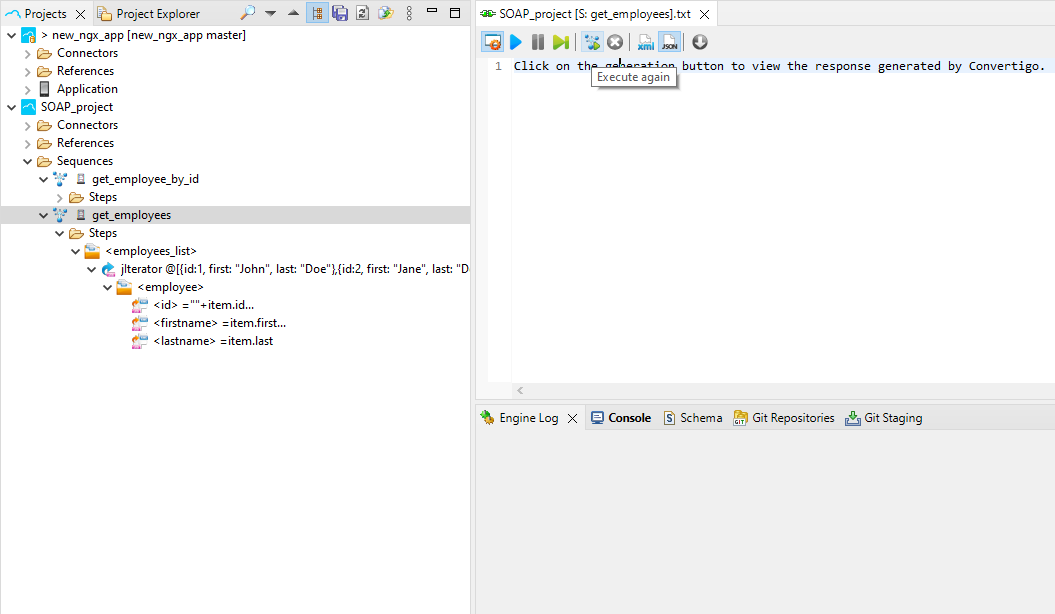 Projects
Project Explorer
> new_ngx_app [new_ngx_app master]
Connectors
References
Application
SOAP_project
Connectors
References
Sequences
get_employee_by_id
Steps
get_employees
Steps
<employees_list>
jIterator @[{id:1, first: "John", last: "Doe"},{id:2, first: "Jane", last: "D
<employee>
<id> =""+item.id...
<firstname> =item.first...
<lastname> =item.last
SOAP_project [S: get_employees].txt
xml
JSON
1 Click on the generation button to view the response generated by Convertigo.
Execute again
Engine Log
Console
S Schema
GIT Git Repositories
Git Staging